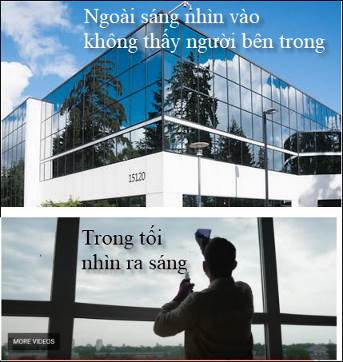 Ngoài sáng nhìn vào
không thấy người bên trong
15120
Trong tối
nhìn ra sáng
MORE VIDEOS